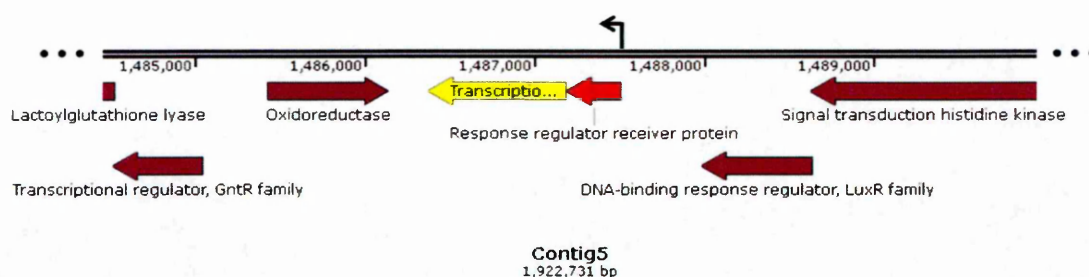 1,485,000 1,486,000 1,487,000 1,488,000 1,489,000
Transcriptio...
Lactoylglutathione lyase Oxidoreductase Signal transduction histidine kinase
Response regulator receiver protein
Transcriptional regulator, GntR family DNA-binding response regulator, LuxR family
Contig5
1,922,731 bp